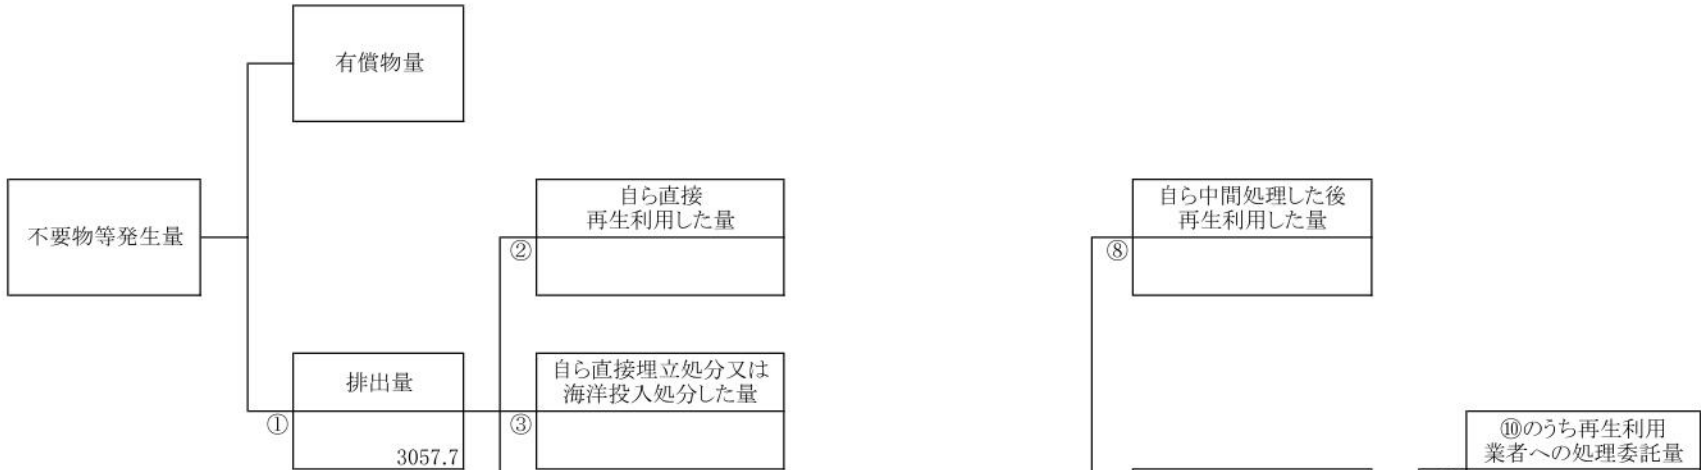 有償物量
不要物等発生量
自ら直接
再生利用した量
②
自ら中間処理した後
再生利用した量
⑧
排出量
①
3057.7
自ら直接埋立処分又は
海洋投入処分した量
③
⑩のうち再生利用
業者への処理委託量